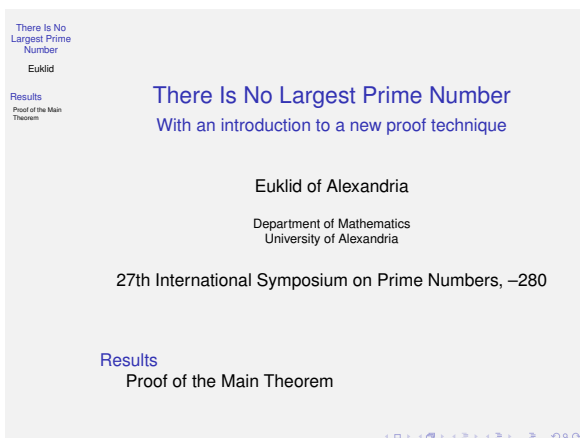 There Is No
Largest Prime
Number
Euklid
Results
Proof of the Main
Theorem
There Is No Largest Prime Number
With an introduction to a new proof technique
Euklid of Alexandria
Department of Mathematics
University of Alexandria
27th International Symposium on Prime Numbers, –280
Results
Proof of the Main Theorem